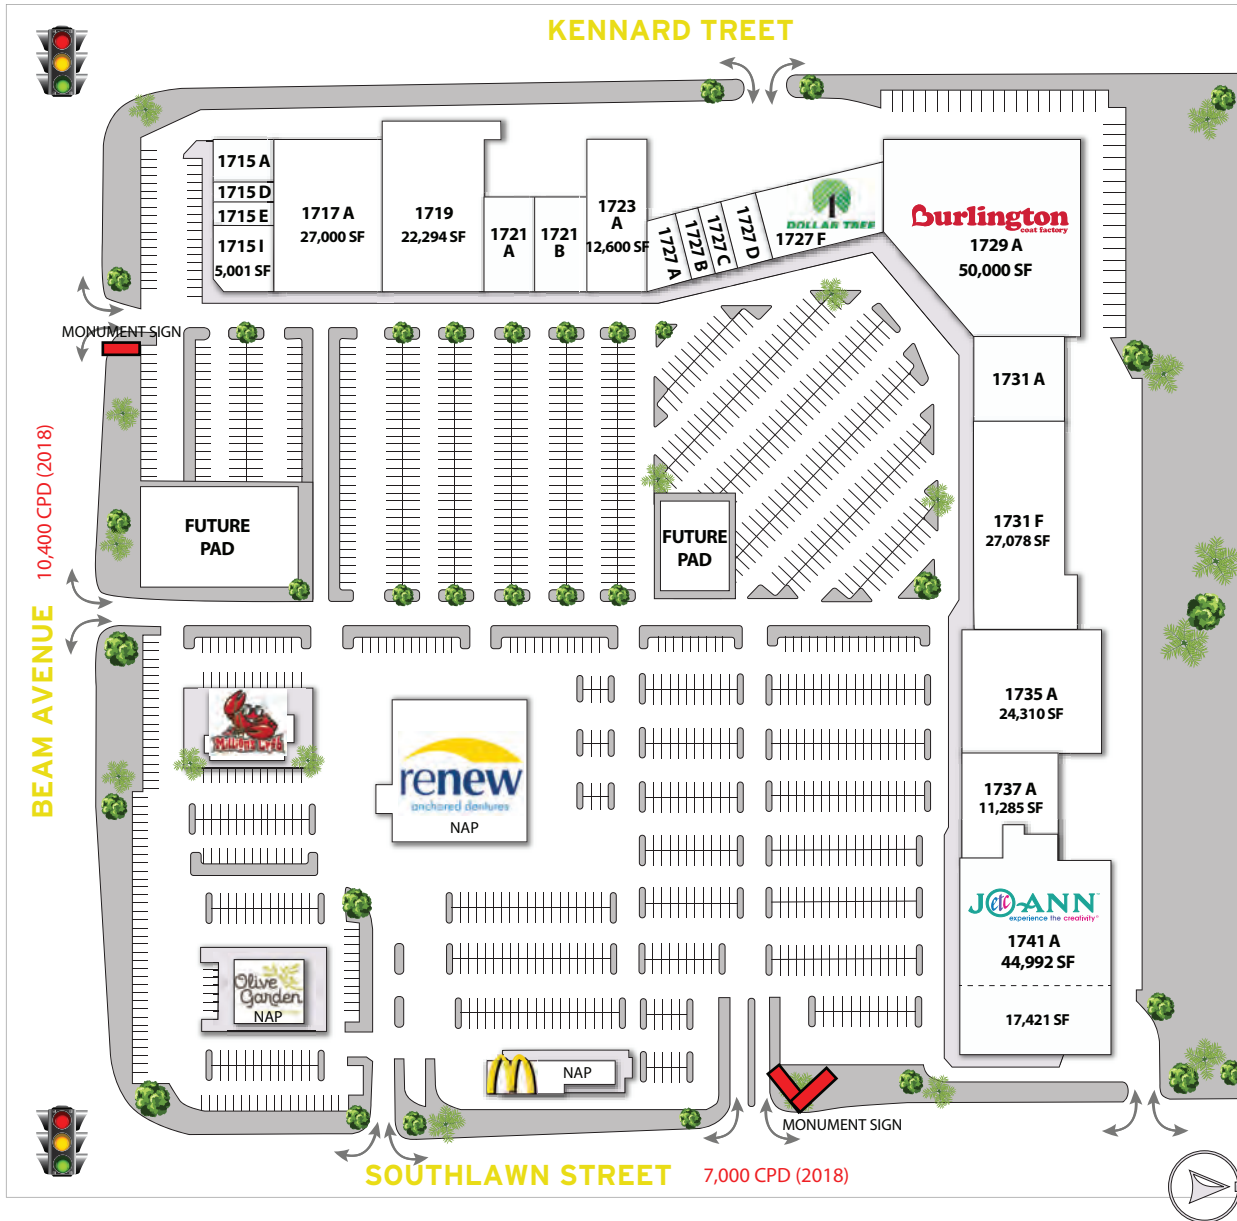 KENNARD TREET
1715 A
1715 D
1715 E
1715 I
5,001 SF
1717 A
27,000 SF
1719
22,294 SF
1721
A
1721
B
1723
A
12,600 SF
1727 A
1727 B
1727 C
1727 D
1
DOLLAR TREE
1727 F
Burlington
coat factory
1729 A
50,000 SF
MONUMENT SIGN
1731 A
10,400 CPD (2018)
BEAM AVENUE
FUTURE
PAD
FUTURE
PAD
1731 F
27,078 SF
1735 A
24,310 SF
renew
anchored dentures
NAP
1737 A
11,285 SF
JO-ANN
etc
experience the creativity
1741 A
44,992 SF
17,421 SF
Olive
Garden
NAP
NAP
MONUMENT SIGN
SOUTHLAWN STREET
7,000 CPD (2018)